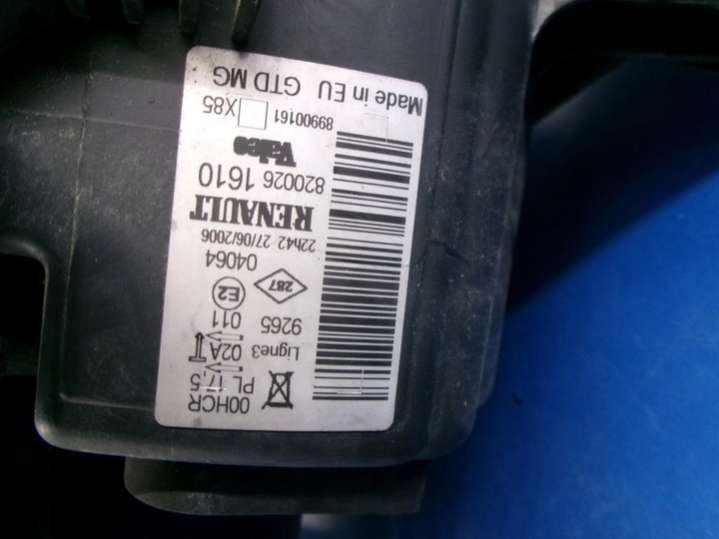 00HCR
PL 17,5
Ligne3 02A
9265 011
287 E2
04064
22h42 27/06/2006
RENAULT
820026 1610
Valeo
89900161 X85
Made in EU GTD MG